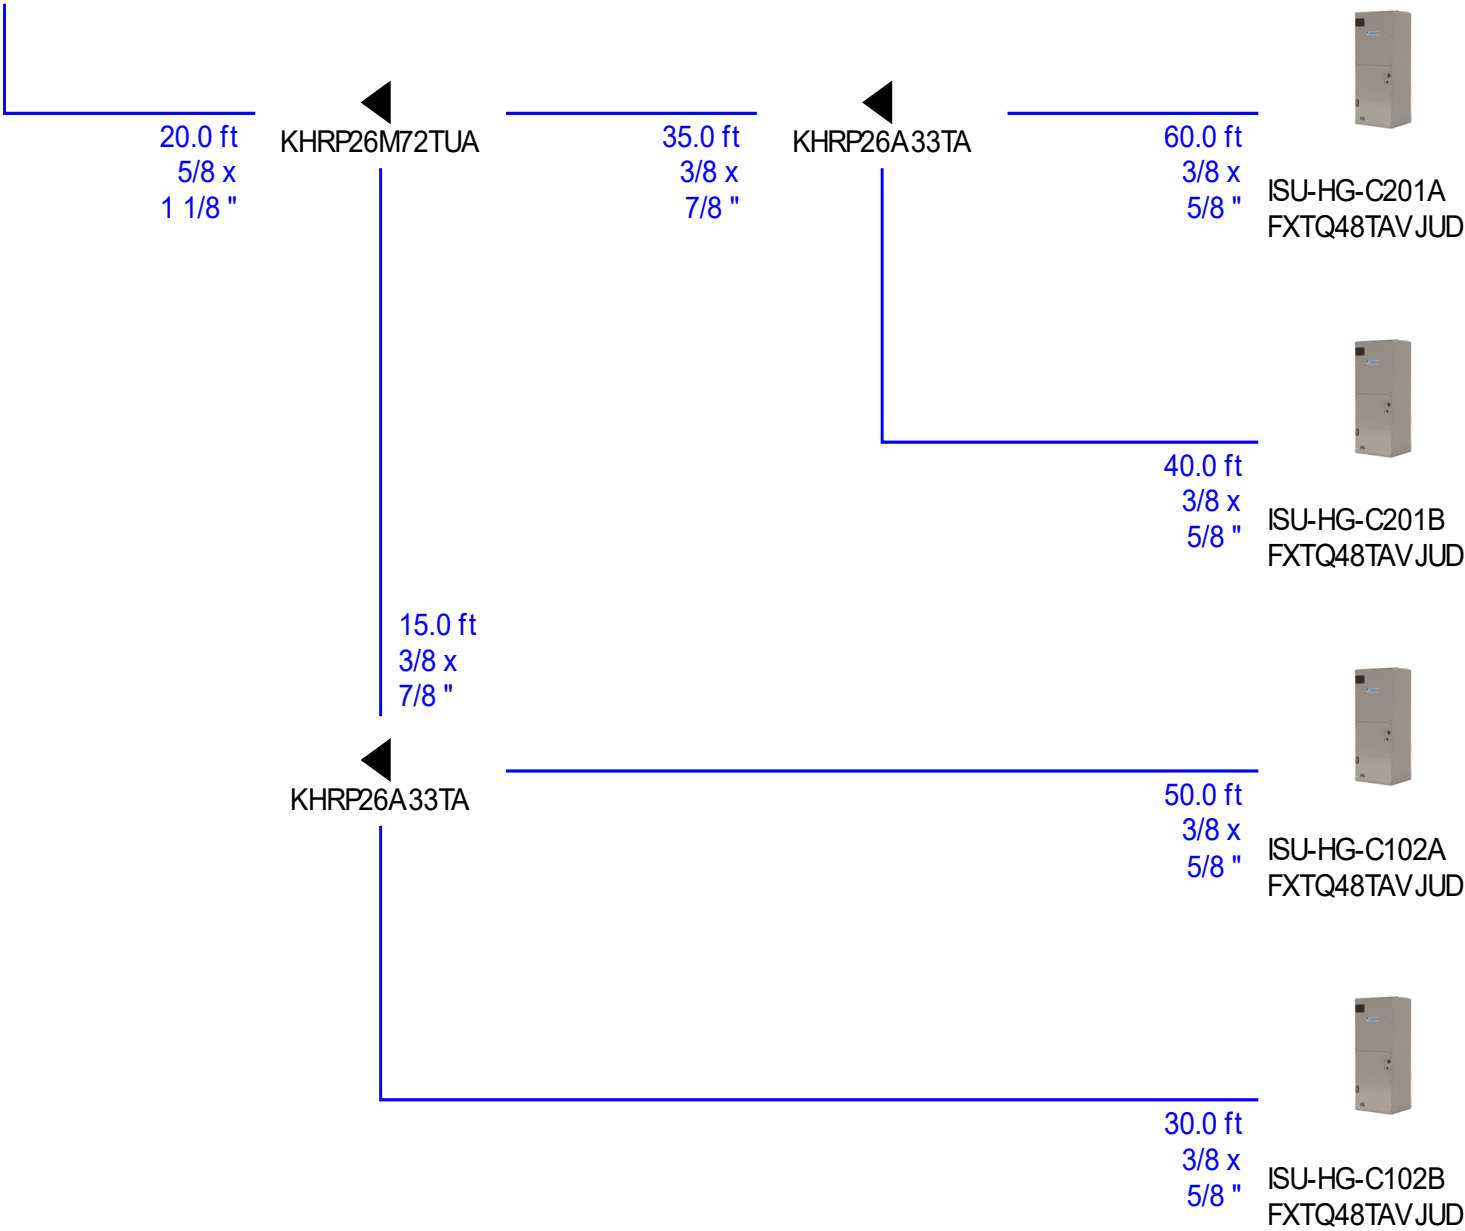 20.0 ft
5/8 x
1 1/8 "
KHRP26M72TUA
35.0 ft
3/8 x
7/8 "
KHRP26A33TA
60.0 ft
3/8 x
5/8 "
ISU-HG-C201A
FXTQ48TAVJUD
40.0 ft
3/8 x
5/8 "
ISU-HG-C201B
FXTQ48TAVJUD
15.0 ft
3/8 x
7/8 "
KHRP26A33TA
50.0 ft
3/8 x
5/8 "
ISU-HG-C102A
FXTQ48TAVJUD
30.0 ft
3/8 x
5/8 "
ISU-HG-C102B
FXTQ48TAVJUD